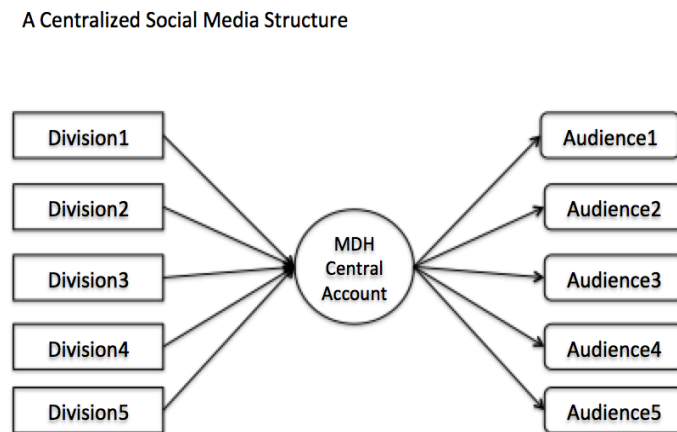 A Centralized Social Media Structure
Division1
Division2
Division3
Division4
Division5
MDH
Central
Account
Audience1
Audience2
Audience3
Audience4
Audience5